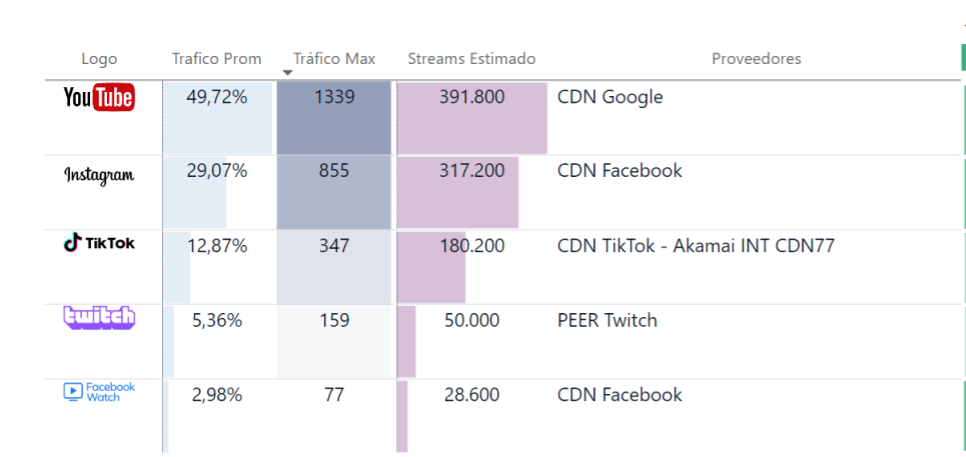 Logo Trafico Prom Tráfico Max Streams Estimado Proveedores
YouTube 49,72% 1339 391.800 CDN Google
Instagram 29,07% 855 317.200 CDN Facebook
TikTok 12,87% 347 180.200 CDN TikTok - Akamai INT CDN77
twitch 5,36% 159 50.000 PEER Twitch
Facebook Watch 2,98% 77 28.600 CDN Facebook